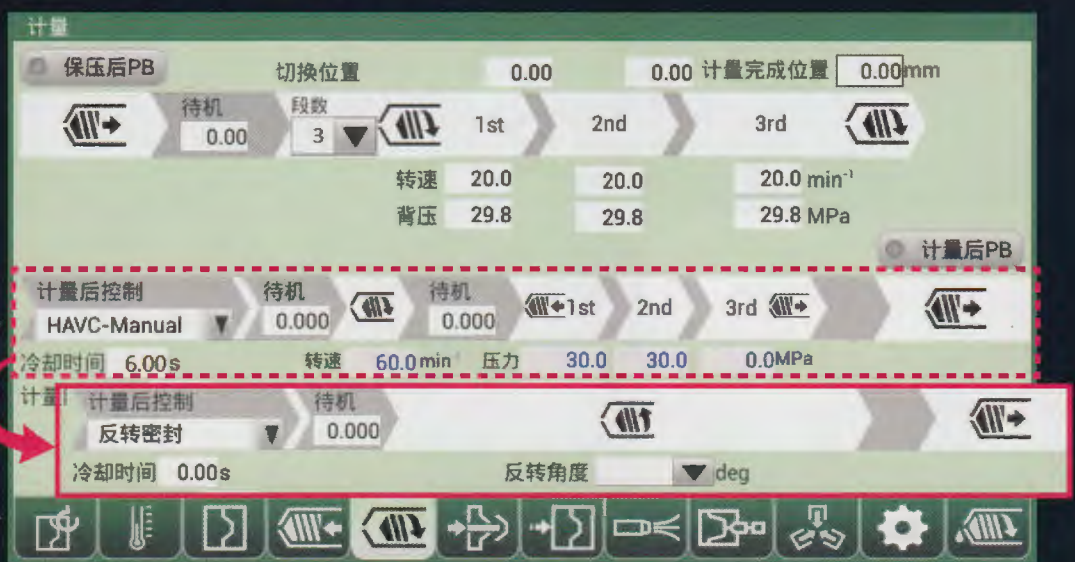 计量
保压后PB
切换位置 0.00 0.00 计量完成位置 0.00mm
待机 0.00 段数 3 1st 2nd 3rd
转速 20.0 20.0 20.0 min⁻¹
背压 29.8 29.8 29.8 MPa
计量后PB
计量后控制 待机 待机
HAVC-Manual 0.000 0.000 1st 2nd 3rd
冷却时间 6.00s 转速 60.0min 压力 30.0 30.0 0.0MPa
计量
计量后控制 待机
反转密封 0.000
冷却时间 0.00s 反转角度 deg